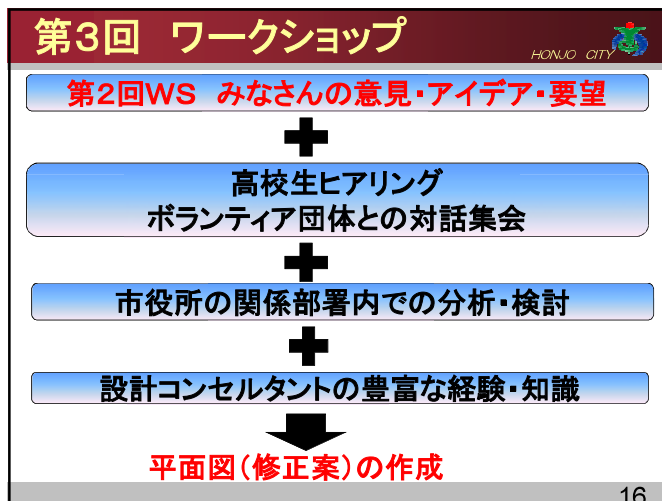 第3回 ワークショップ
HONJO CITY
第2回WS みなさんの意見・アイデア・要望
高校生ヒアリング
ボランティア団体との対話集会
市役所の関係部署内での分析・検討
設計コンセルタントの豊富な経験・知識
平面図(修正案)の作成
16